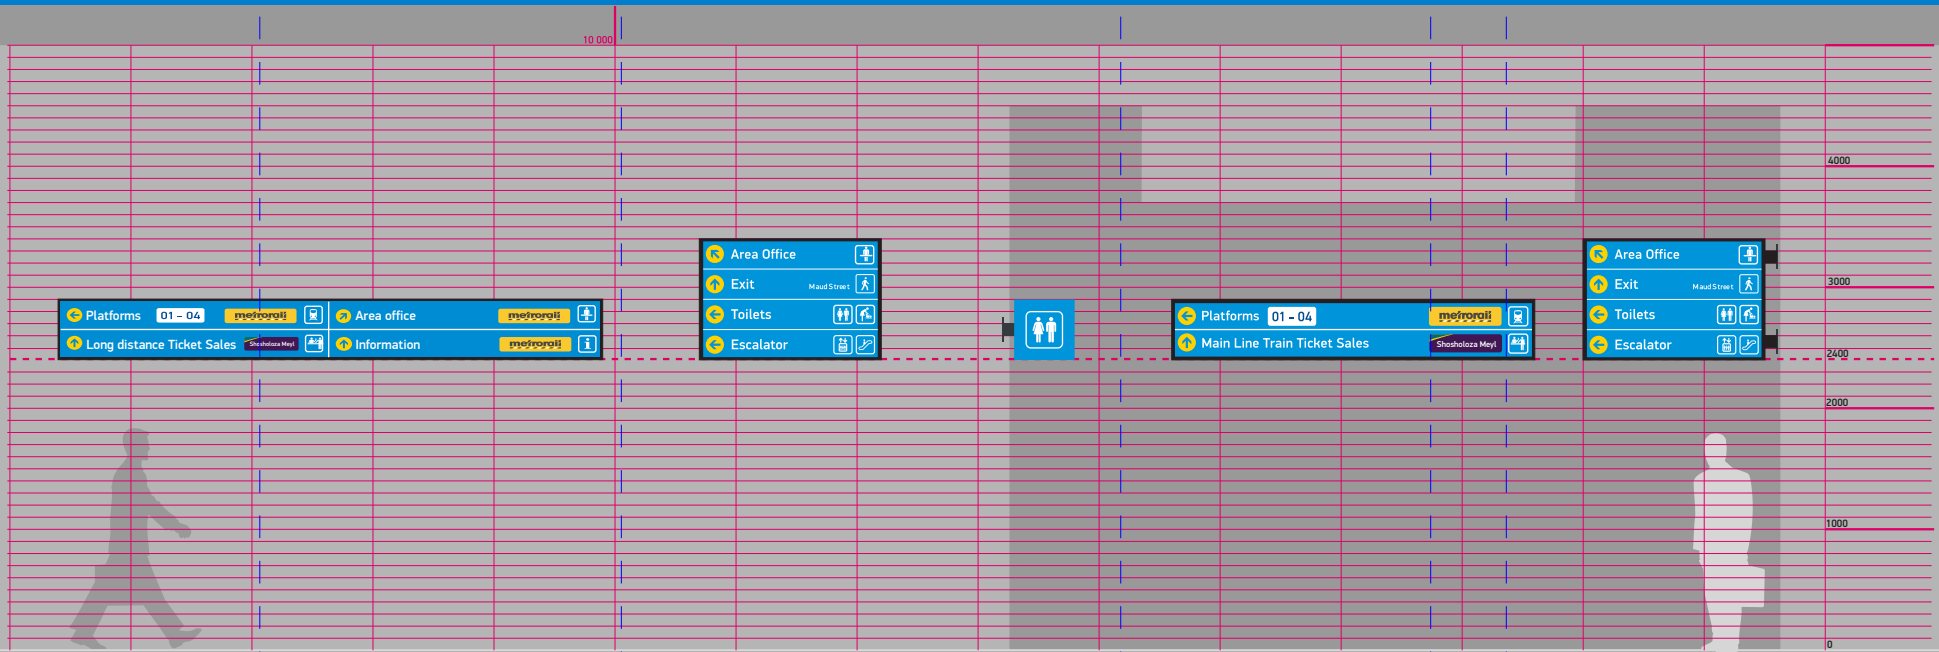 10 000
4000
3000
2400
2000
1000
0
Platforms 01 - 04 metrorail
Long distance Ticket Sales Shosholoza Meyl
Area office metrorail
Information metrorail
i
Area Office
Exit Maud Street
Toilets
Escalator
Platforms 01 - 04 metrorail
Main Line Train Ticket Sales Shosholoza Meyl
Area Office
Exit Maud Street
Toilets
Escalator